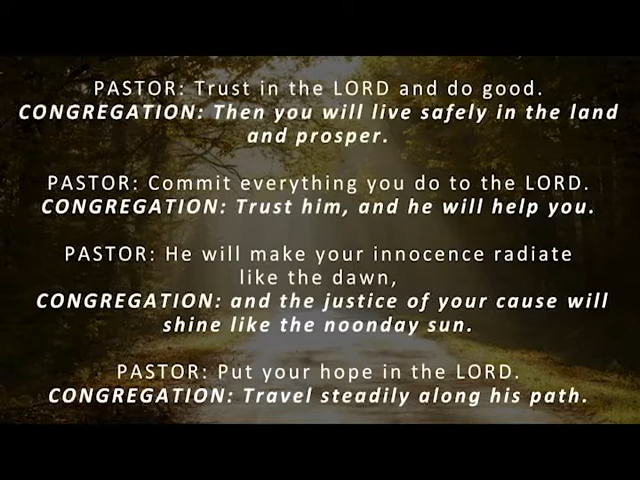 PASTOR: Trust in the LORD and do good.
CONGREGATION: Then you will live safely in the land
and prosper.
PASTOR: Commit everything you do to the LORD.
CONGREGATION: Trust him, and he will help you.
PASTOR: He will make your innocence radiate
like the dawn,
CONGREGATION: and the justice of your cause will
shine like the noonday sun.
PASTOR: Put your hope in the LORD.
CONGREGATION: Travel steadily along his path.